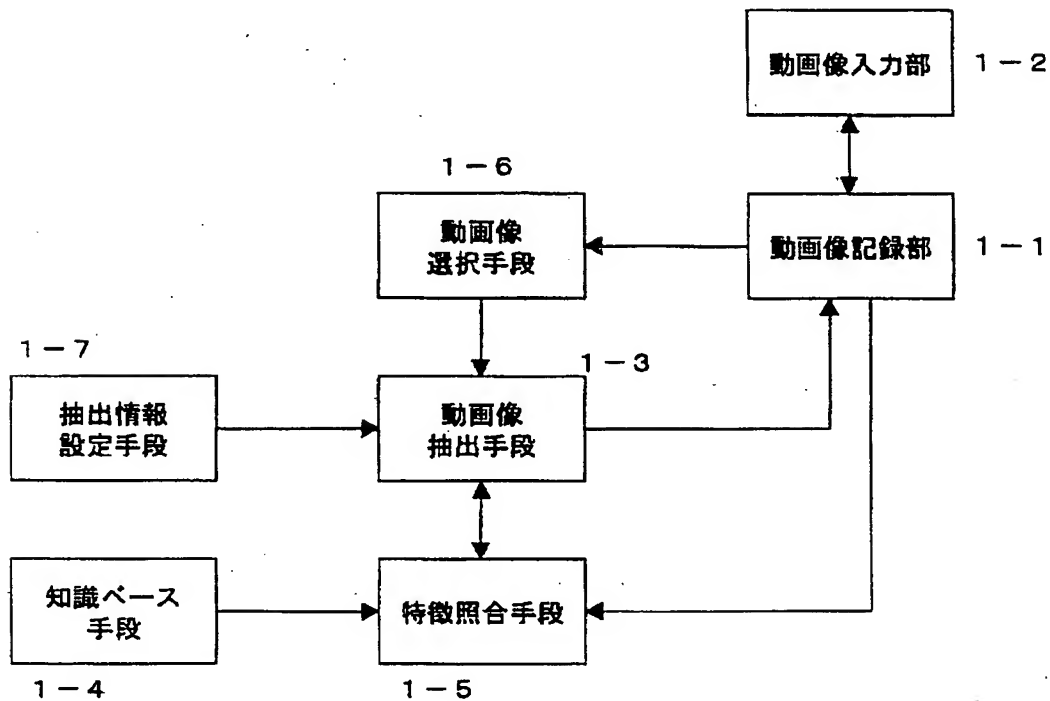 動画像入力部
1－2
1－6
動画像
選択手段
動画像記録部
1－1
1－7
抽出情報
設定手段
1－3
動画像
抽出手段
知識ベース
手段
1－4
特徴照合手段
1－5